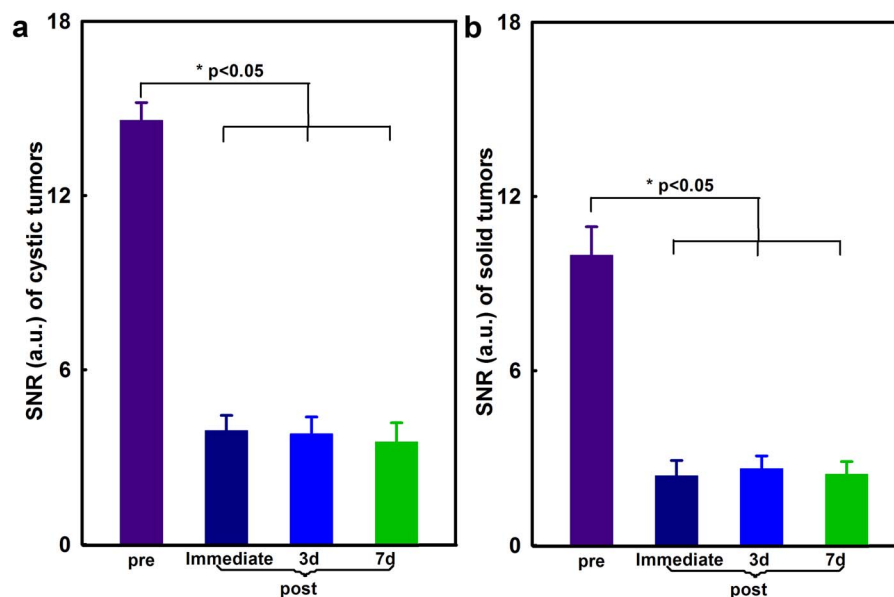 a
SNR (a.u.) of cystic tumors
18
12
6
0
* p<0.05
pre
Immediate
3d
7d
post
b
SNR (a.u.) of solid tumors
18
12
6
0
* p<0.05
pre
Immediate
3d
7d
post